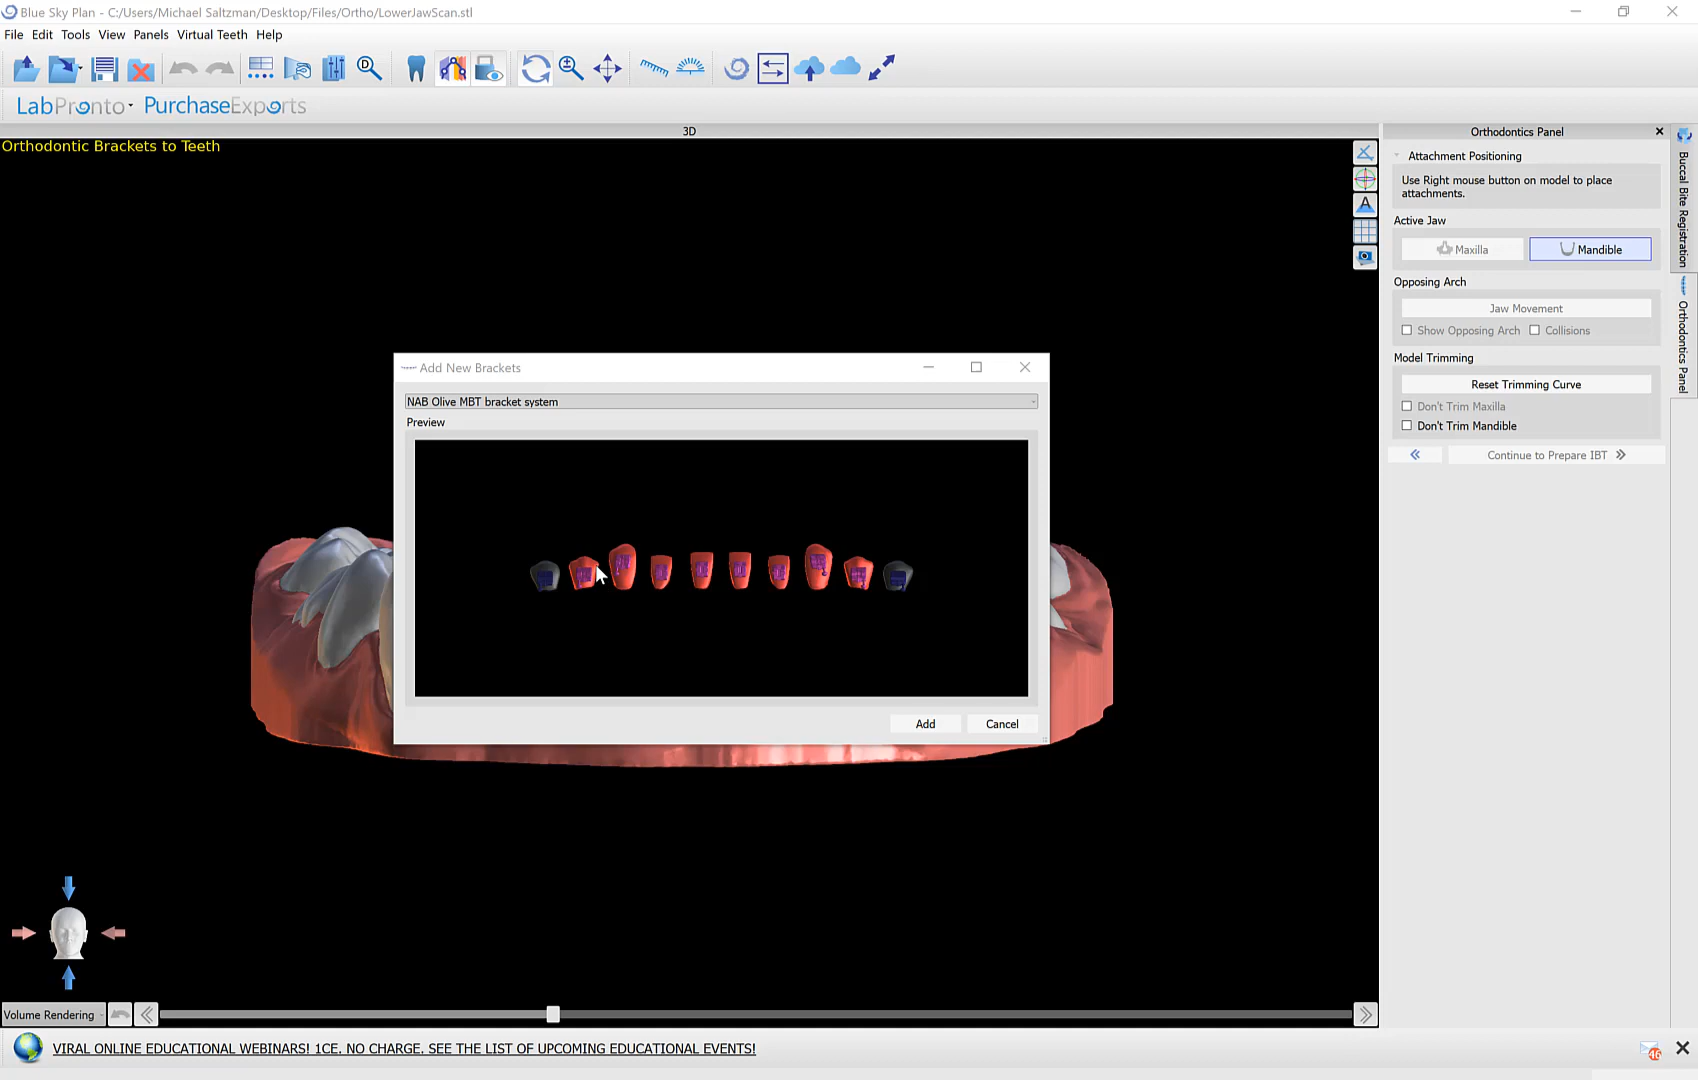 Blue Sky Plan - C:/Users/Michael Saltzman/Desktop/Files/Ortho/LowerJawScan.stl
File Edit Tools View Panels Virtual Teeth Help
D
LabPronto PurchaseExports
3D
Orthodontic Brackets to Teeth
A
Orthodontics Panel
Attachment Positioning
Use Right mouse button on model to place
attachments.
Active Jaw
Maxilla Mandible
Opposing Arch
Jaw Movement
Show Opposing Arch Collisions
Model Trimming
Reset Trimming Curve
Don't Trim Maxilla
Don't Trim Mandible
Continue to Prepare IBT
Buccal Bite Registration
Orthodontics Panel
Add New Brackets
NAB Olive MBT bracket system
Preview
Add Cancel
Volume Rendering
VIRAL ONLINE EDUCATIONAL WEBINARS! 1CE. NO CHARGE. SEE THE LIST OF UPCOMING EDUCATIONAL EVENTS!
46